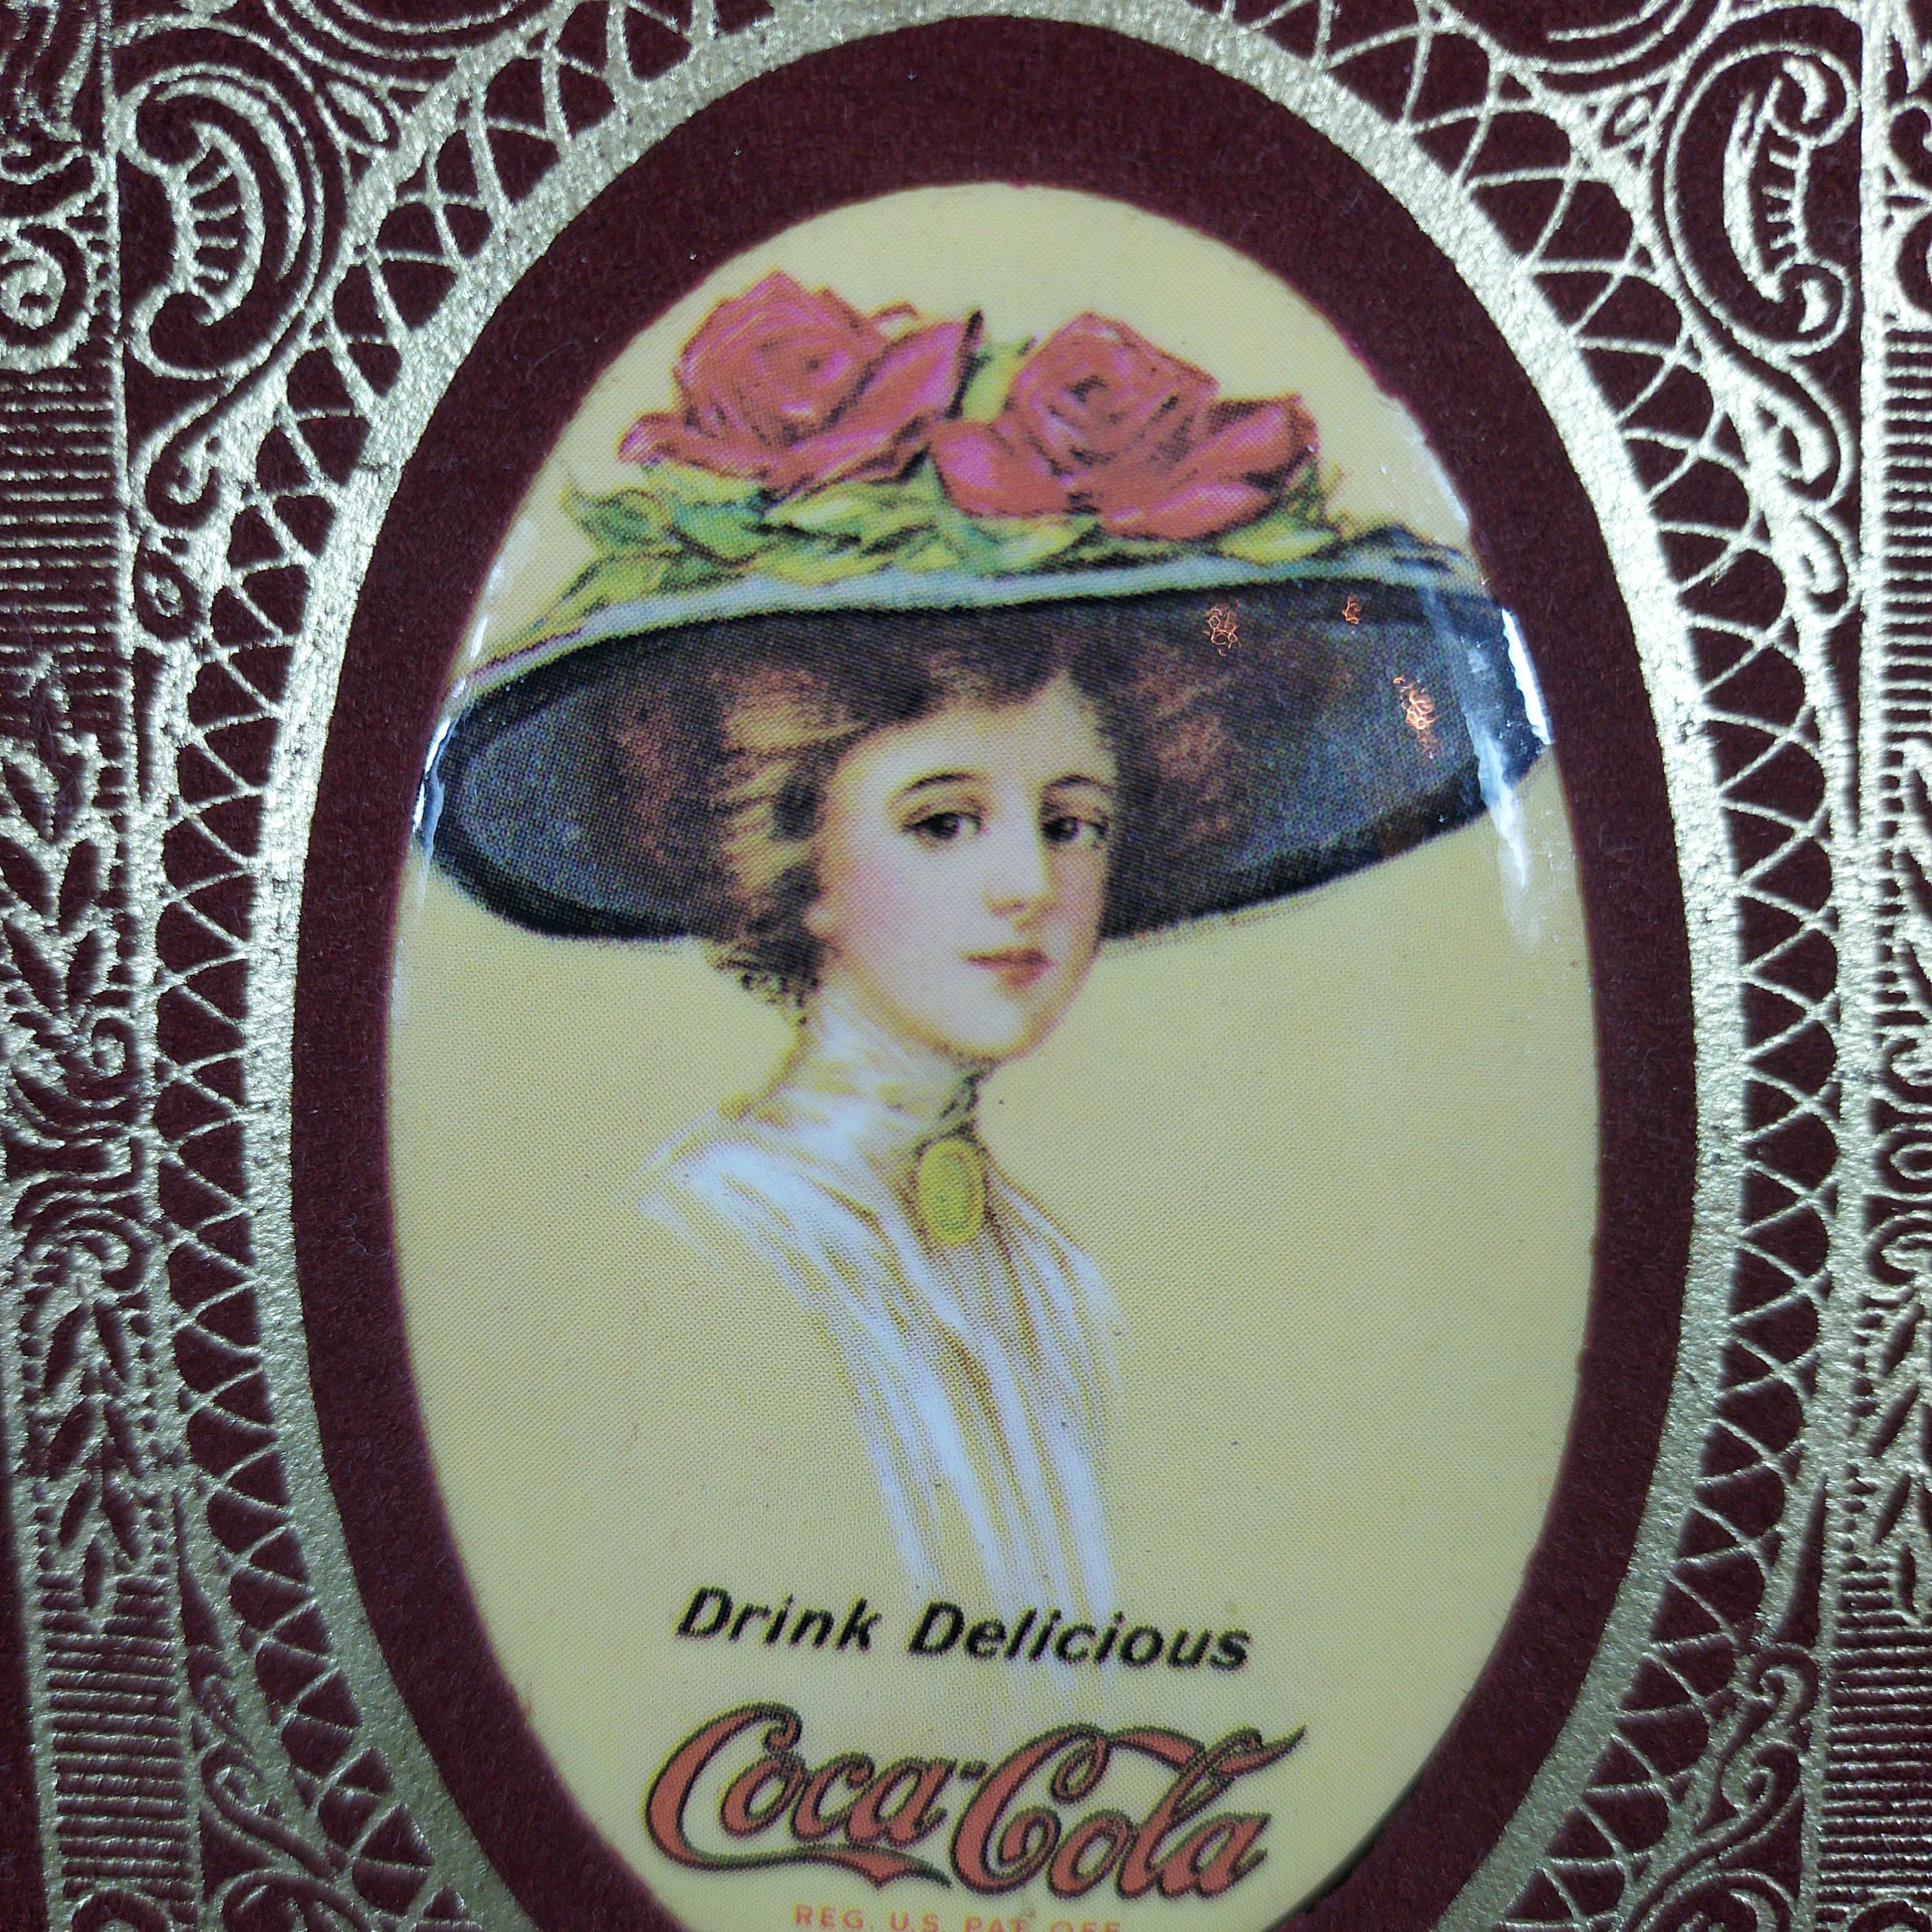 Drink Delicious
Coca-Cola
REG. U.S. PAT. OFF.